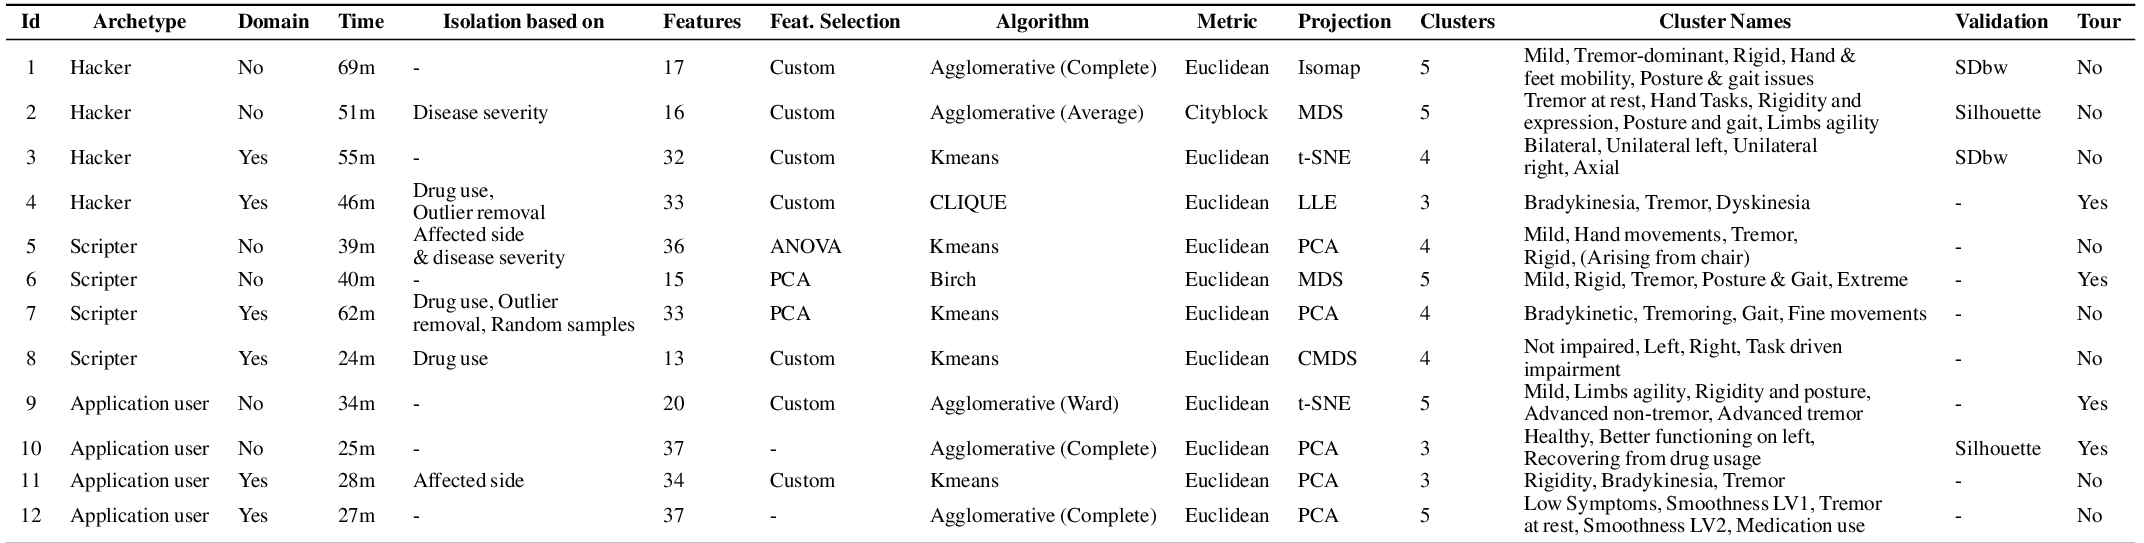 Id Archetype Domain Time Isolation based on Features Feat. Selection Algorithm Metric Projection Clusters Cluster Names Validation Tour
1 Hacker No 69m - 17 Custom Agglomerative (Complete) Euclidean Isomap 5 Mild, Tremor-dominant, Rigid, Hand &
feet mobility, Posture & gait issues SDbw No
2 Hacker No 51m Disease severity 16 Custom Agglomerative (Average) Cityblock MDS 5 Tremor at rest, Hand Tasks, Rigidity and
expression, Posture and gait, Limbs agility Silhouette No
3 Hacker Yes 55m - 32 Custom Kmeans Euclidean t-SNE 4 Bilateral, Unilateral left, Unilateral
right, Axial SDbw No
4 Hacker Yes 46m Drug use,
Outlier removal 33 Custom CLIQUE Euclidean LLE 3 Bradykinesia, Tremor, Dyskinesia - Yes
5 Scripter No 39m Affected side
& disease severity 36 ANOVA Kmeans Euclidean PCA 4 Mild, Hand movements, Tremor,
Rigid, (Arising from chair) - No
6 Scripter No 40m - 15 PCA Birch Euclidean MDS 5 Mild, Rigid, Tremor, Posture & Gait, Extreme - Yes
7 Scripter Yes 62m Drug use, Outlier
removal, Random samples 33 PCA Kmeans Euclidean PCA 4 Bradykinetic, Tremoring, Gait, Fine movements - No
8 Scripter Yes 24m Drug use 13 Custom Kmeans Euclidean CMDS 4 Not impaired, Left, Right, Task driven
impairment - No
9 Application user No 34m - 20 Custom Agglomerative (Ward) Euclidean t-SNE 5 Mild, Limbs agility, Rigidity and posture,
Advanced non-tremor, Advanced tremor - Yes
10 Application user No 25m - 37 - Agglomerative (Complete) Euclidean PCA 3 Healthy, Better functioning on left,
Recovering from drug usage Silhouette Yes
11 Application user Yes 28m Affected side 34 Custom Kmeans Euclidean PCA 3 Rigidity, Bradykinesia, Tremor - No
12 Application user Yes 27m - 37 - Agglomerative (Complete) Euclidean PCA 5 Low Symptoms, Smoothness LV1, Tremor
at rest, Smoothness LV2, Medication use - No